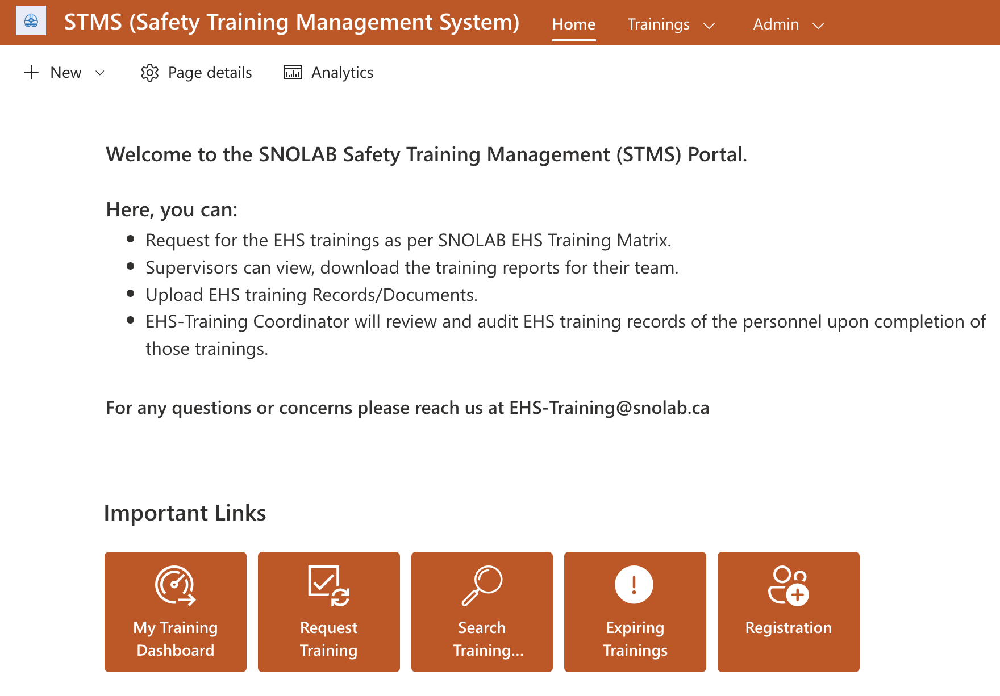 STMS (Safety Training Management System)
Home
Trainings
Admin
New
Page details
Analytics
Welcome to the SNOLAB Safety Training Management (STMS) Portal.
Here, you can:
Request for the EHS trainings as per SNOLAB EHS Training Matrix.
Supervisors can view, download the training reports for their team.
Upload EHS training Records/Documents.
EHS-Training Coordinator will review and audit EHS training records of the personnel upon completion of
those trainings.
For any questions or concerns please reach us at EHS-Training@snolab.ca
Important Links
My Training
Dashboard
Request
Training
Search
Training...
Expiring
Trainings
Registration